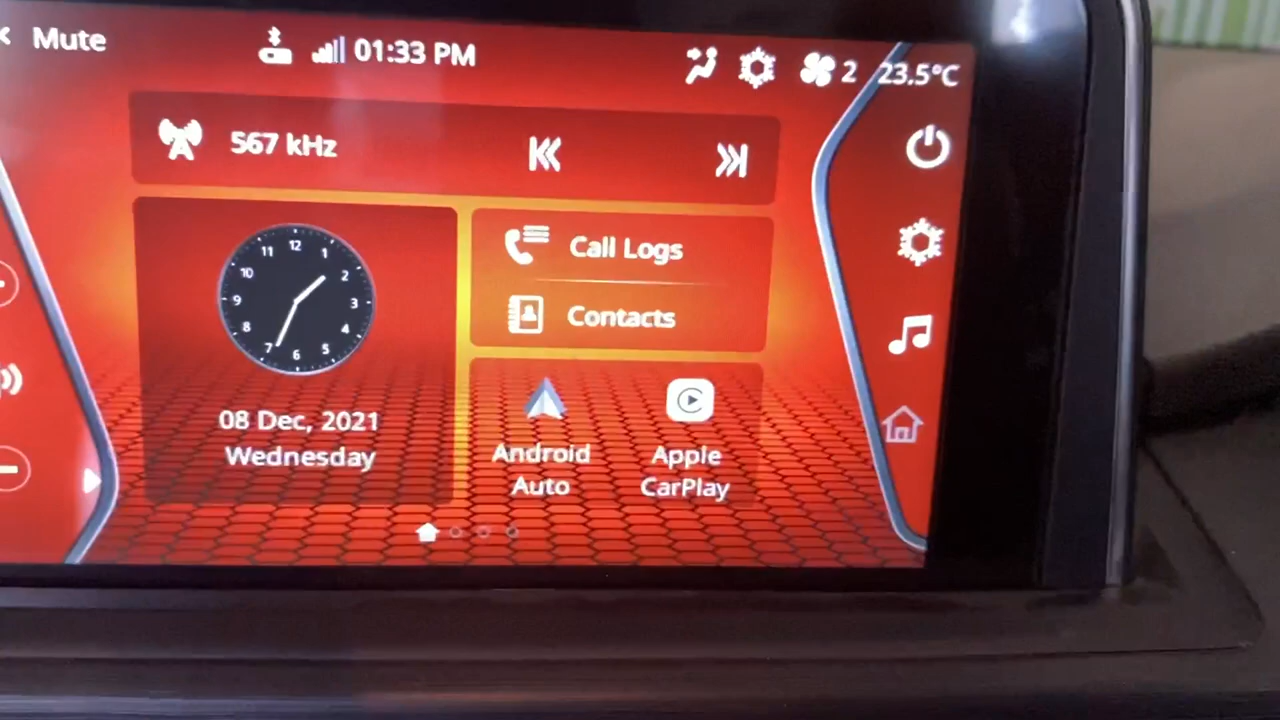 Mute
01:33 PM
2
23.5°C
567 kHz
12
11
1
10
2
9
3
8
4
7
6
5
Call Logs
Contacts
08 Dec, 2021
Wednesday
Android
Auto
Apple
CarPlay